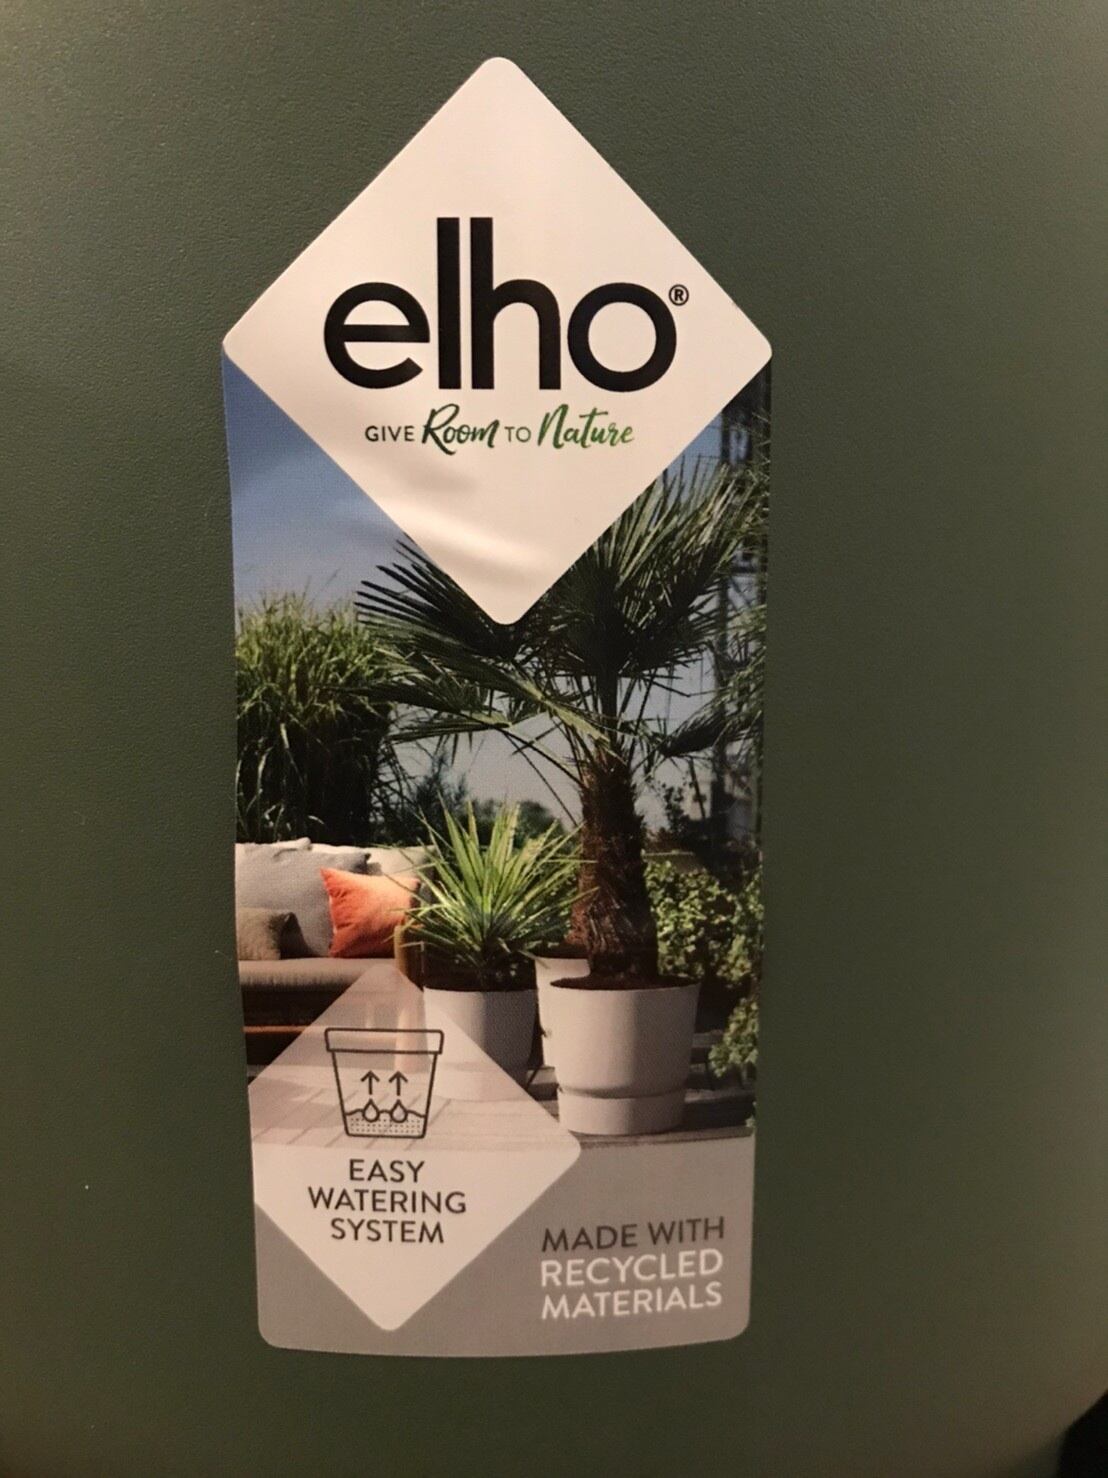 elho®
GIVE Room TO Nature
EASY
WATERING
SYSTEM
MADE WITH
RECYCLED
MATERIALS